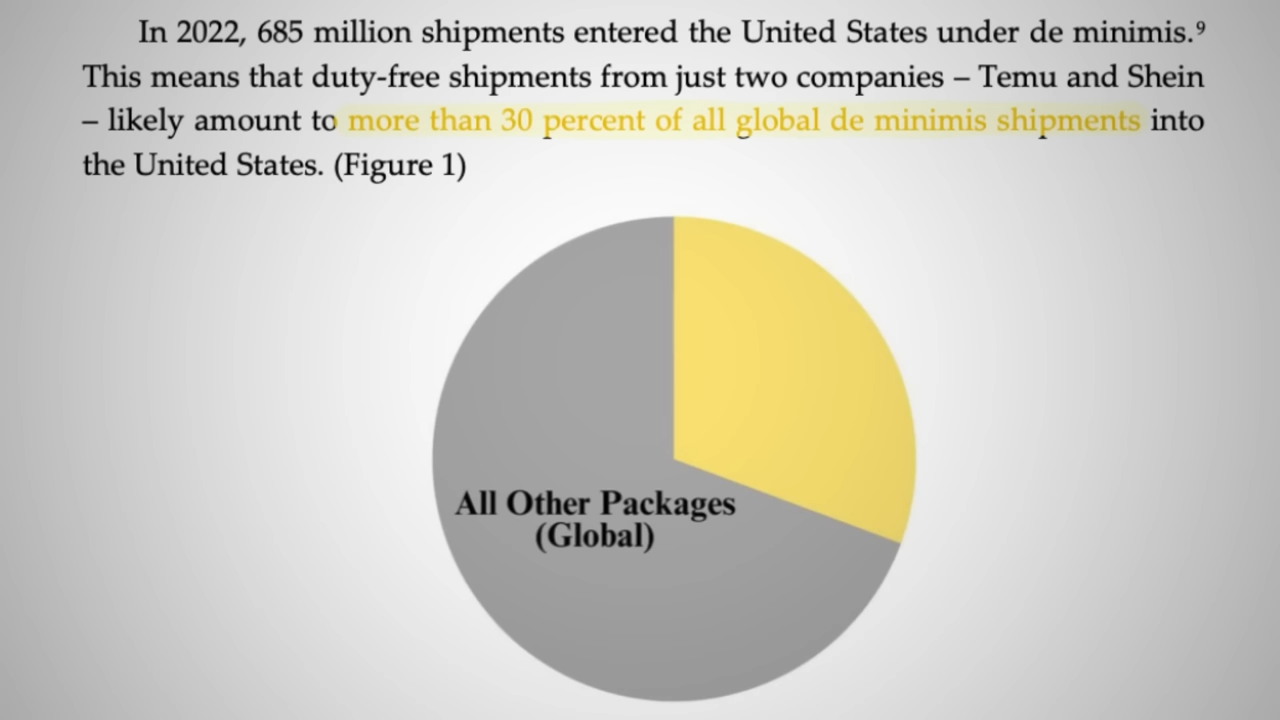 In 2022, 685 million shipments entered the United States under de minimis.⁹
This means that duty-free shipments from just two companies – Temu and Shein
– likely amount to more than 30 percent of all global de minimis shipments into
the United States. (Figure 1)
All Other Packages
(Global)